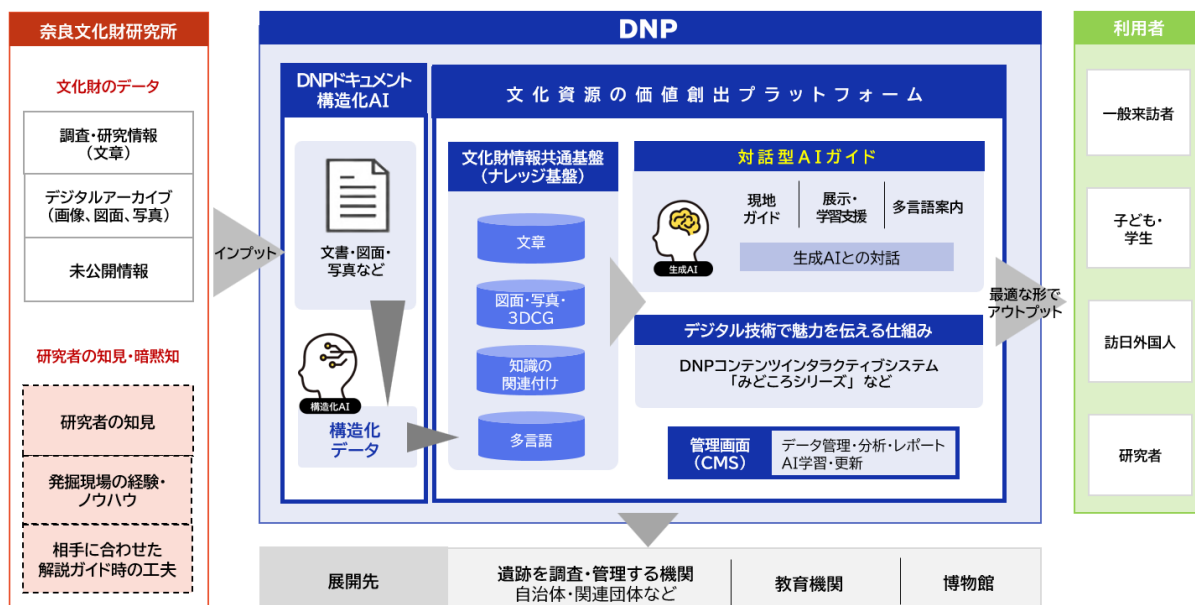 奈良文化財研究所
文化財のデータ
調査・研究情報
（文章）
デジタルアーカイブ
（画像、図面、写真）
未公開情報
研究者の知見・暗黙知
研究者の知見
発掘現場の経験・
ノウハウ
相手に合わせた
解説ガイド時の工夫
インプット
DNP
DNPドキュメント
構造化AI
文書・図面・
写真など
構造化AI
構造化
データ
文化資源の価値創出プラットフォーム
文化財情報共通基盤
（ナレッジ基盤）
文章
図面・写真・
3DCG
知識の
関連付け
多言語
対話型AIガイド
生成AI
現地
ガイド
展示・
学習支援
多言語案内
生成AIとの対話
デジタル技術で魅力を伝える仕組み
DNPコンテンツインタラクティブシステム
「みどころシリーズ」など
管理画面
（CMS）
データ管理・分析・レポート
AI学習・更新
最適な形で
アウトプット
利用者
一般来訪者
子ども・
学生
訪日外国人
研究者
展開先
遺跡を調査・管理する機関
自治体・関連団体など
教育機関
博物館